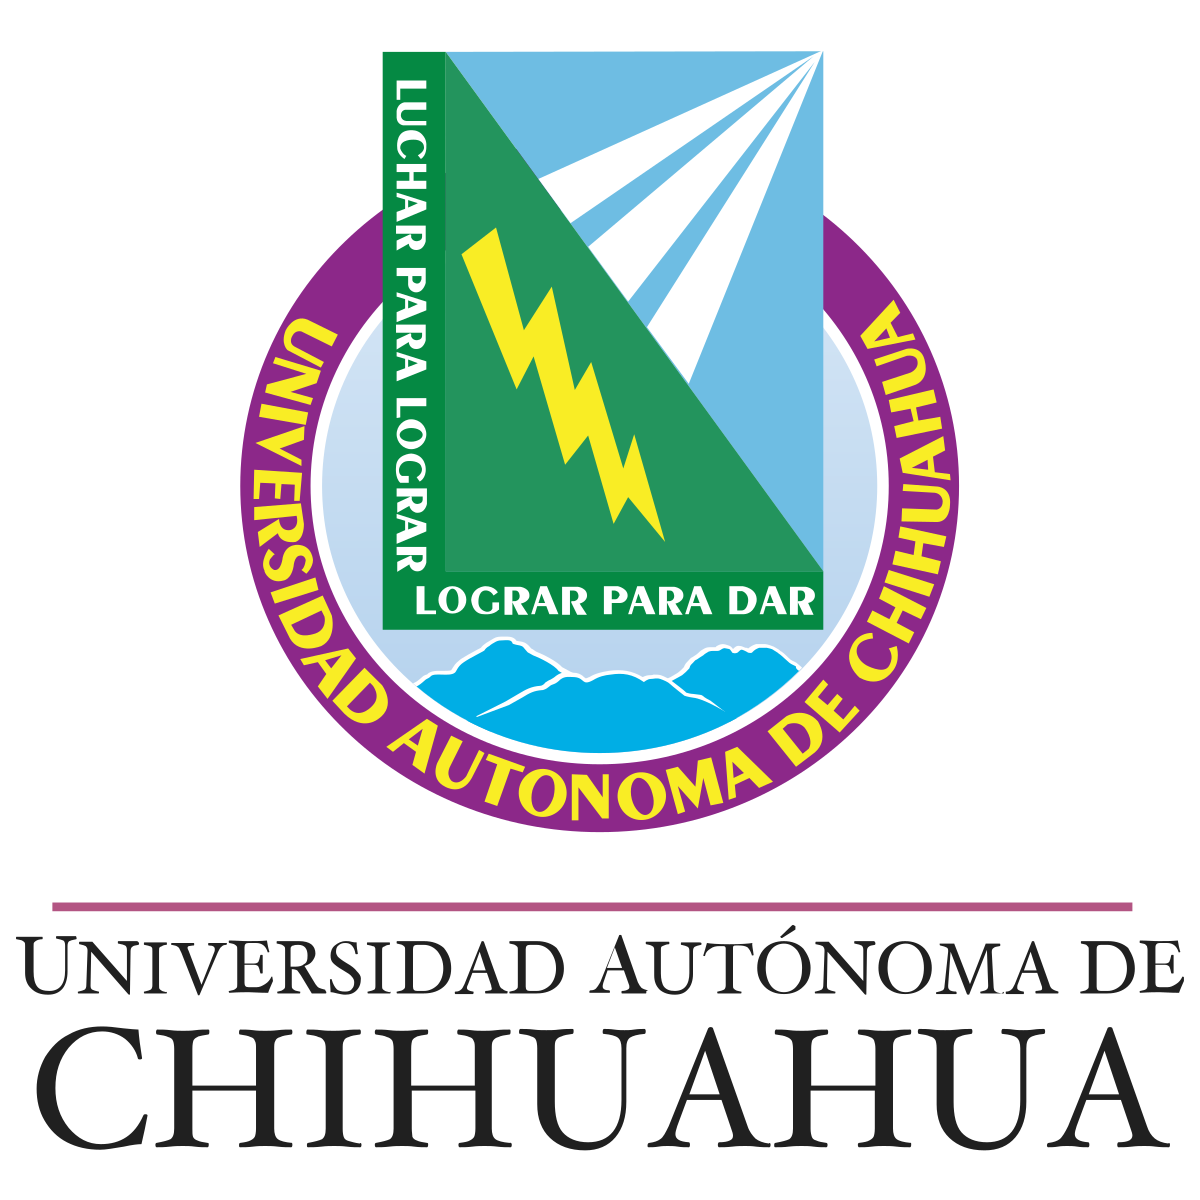 LUCHAR PARA LOGRAR
LOGRAR PARA DAR
UNIVERSIDAD AUTONOMA DE CHIHUAHUA
UNIVERSIDAD AUTÓNOMA DE
CHIHUAHUA